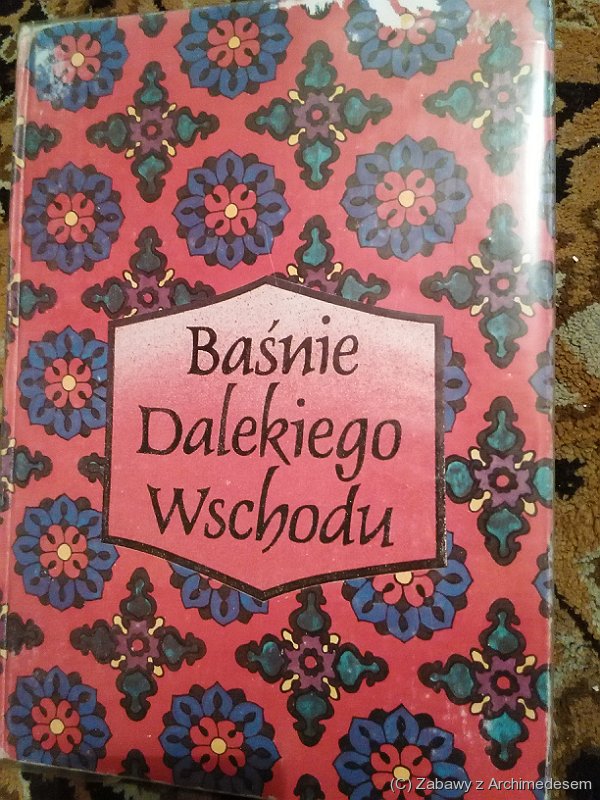 Baśnie
Dalekiego
Wschodu
(C) Zabawy z Archimedesem